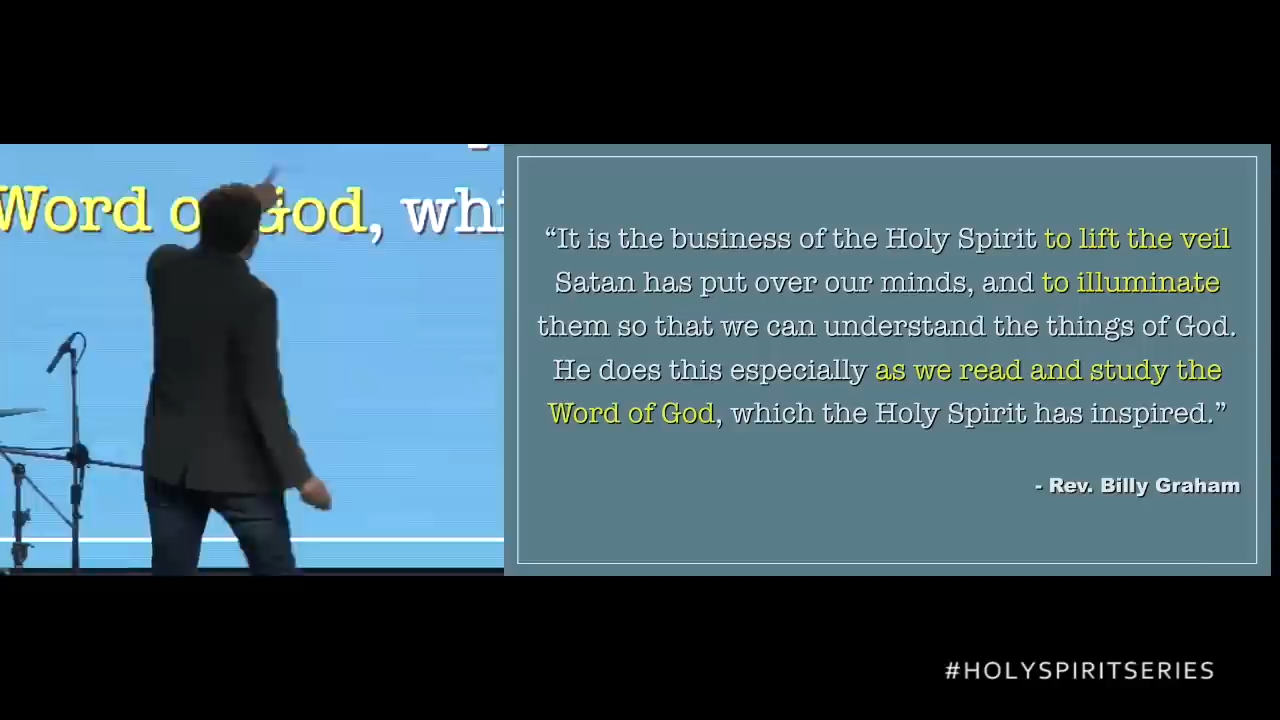 Word of God, whi
“It is the business of the Holy Spirit to lift the veil
Satan has put over our minds, and to illuminate
them so that we can understand the things of God.
He does this especially as we read and study the
Word of God, which the Holy Spirit has inspired.”
- Rev. Billy Graham
#HOLYSPIRITSERIES